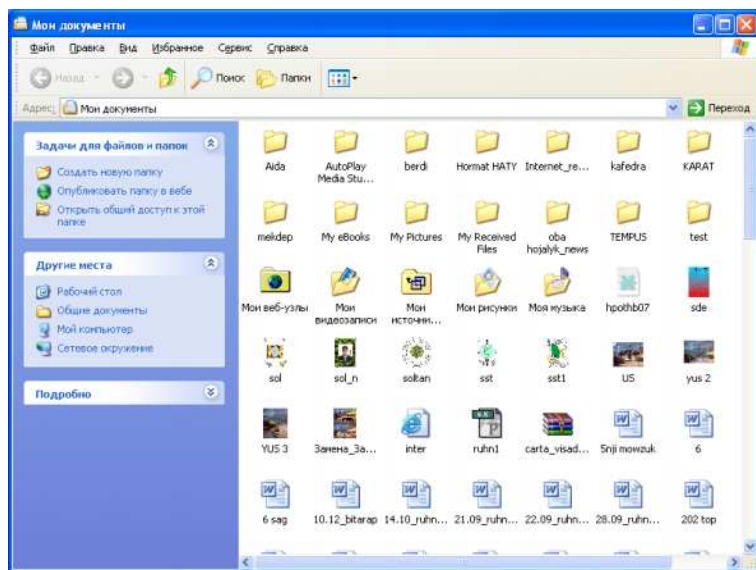 Мои документы
Файл Правка Вид Избранное Сервис Справка
Назад Поиск Папки
Адрес: Мои документы Переход
Задачи для файлов и папок
Создать новую папку
Опубликовать папку в вебе
Открыть общий доступ к этой
папке
Другие места
Рабочий стол
Общие документы
Мой компьютер
Сетевое окружение
Подробно
Aida AutoPlay Media Stu... berdi Hormat HATY Internet_re... kafedra KARAT
mekdep My eBooks My Pictures My Received Files oba hojalyk_news TEMPUS test
Мои веб-узлы Мои видеозаписи Мои источни... Мои рисунки Моя музыка hpothb07 sde
sol sol_n soltan sst sst1 US yus 2
YUS 3 Замена_За... inter ruhn1 carta_visad... 5nji mowzuk 6
6 sag 10.12_bitarap 14.10_ruhn... 21.09_ruhn... 22.09_ruhn... 28.09_ruhn... 202 top